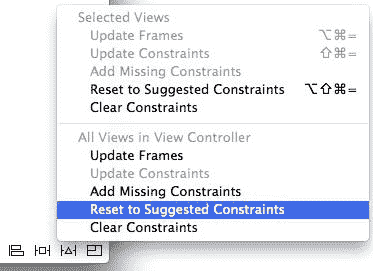 Selected Views
Update Frames ⌥⌘=
Update Constraints ⇧⌘=
Add Missing Constraints
Reset to Suggested Constraints ⌥⇧⌘=
Clear Constraints
All Views in View Controller
Update Frames
Update Constraints
Add Missing Constraints
Reset to Suggested Constraints
Clear Constraints